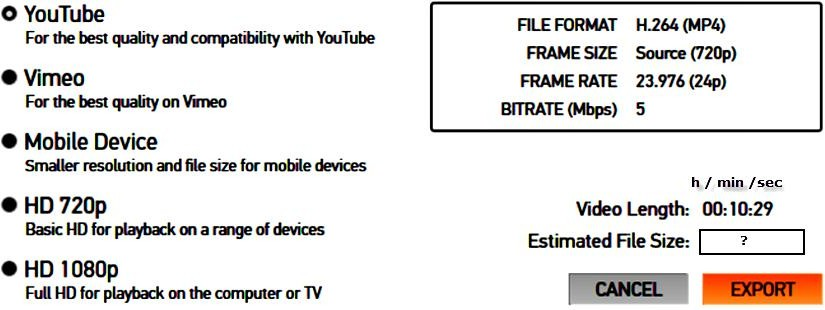 YouTube
For the best quality and compatibility with YouTube
Vimeo
For the best quality on Vimeo
Mobile Device
Smaller resolution and file size for mobile devices
HD 720p
Basic HD for playback on a range of devices
HD 1080p
Full HD for playback on the computer or TV
FILE FORMAT H.264 (MP4)
FRAME SIZE Source (720p)
FRAME RATE 23.976 (24p)
BITRATE (Mbps) 5
h / min /sec
Video Length: 00:10:29
Estimated File Size: ?
CANCEL EXPORT